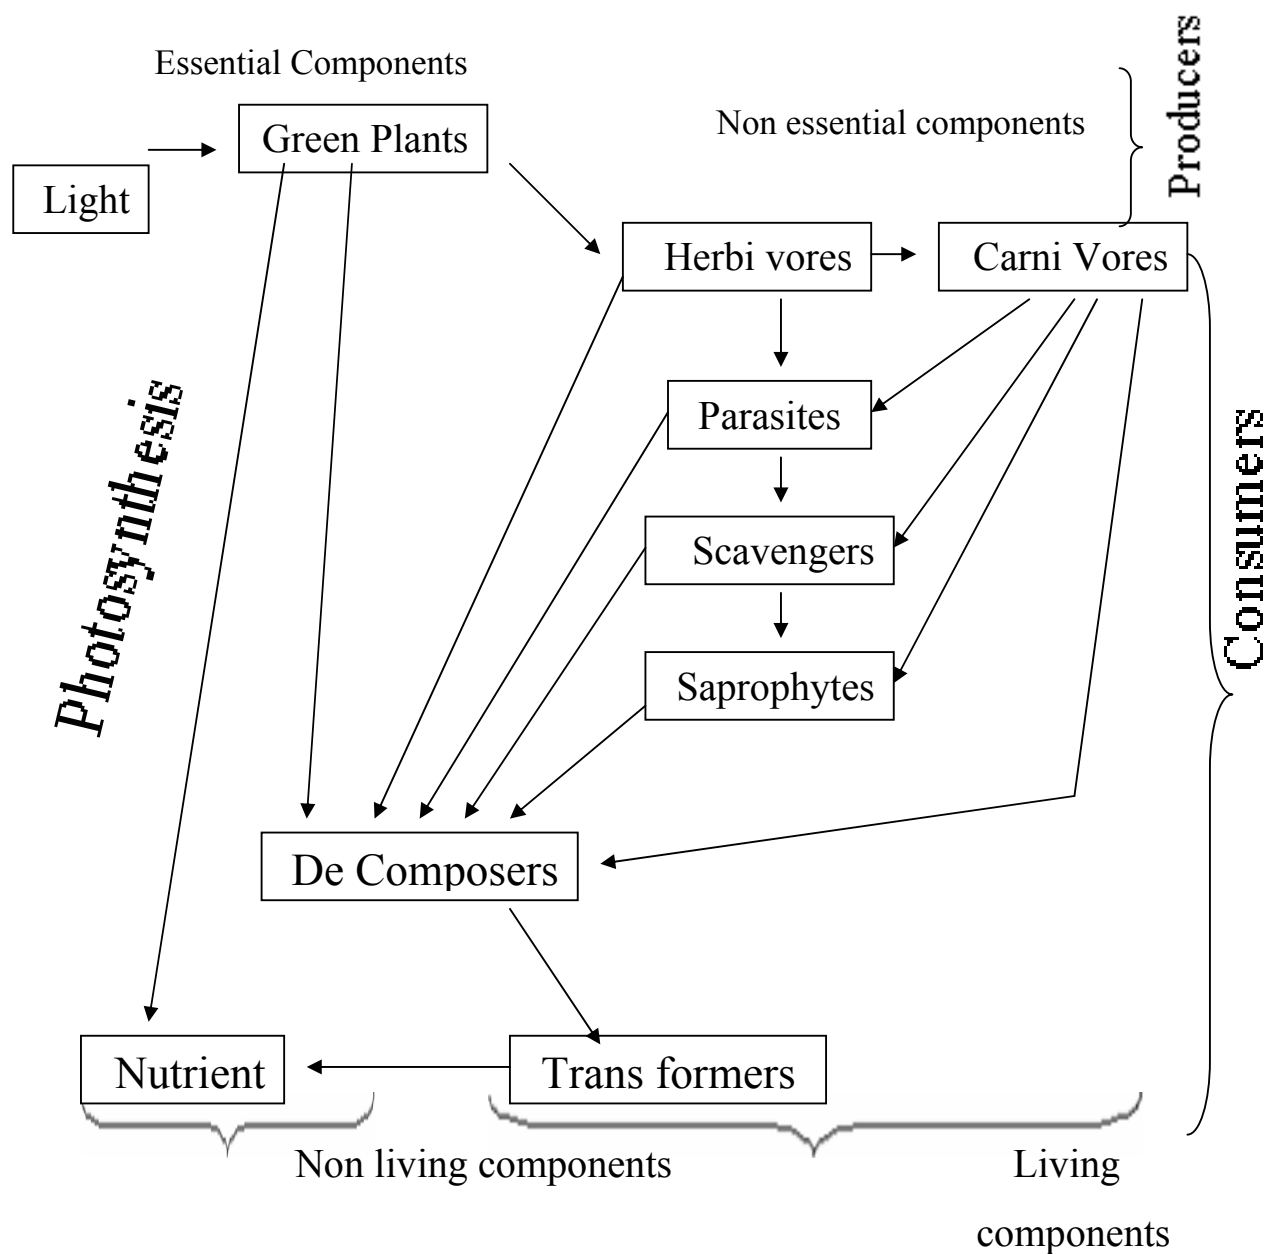 Essential Components
Producers
Non essential components
Green Plants
Light
Herbi vores
Carni Vores
Photosynthesis
Parasites
Consumers
Scavengers
Saprophytes
De Composers
Nutrient
Trans formers
Non living components
Living
components